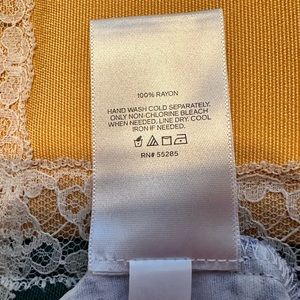 100% RAYON
HAND WASH COLD SEPARATELY.
ONLY NON-CHLORINE BLEACH
WHEN NEEDED. LINE DRY. COOL
IRON IF NEEDED.
RN# 55285